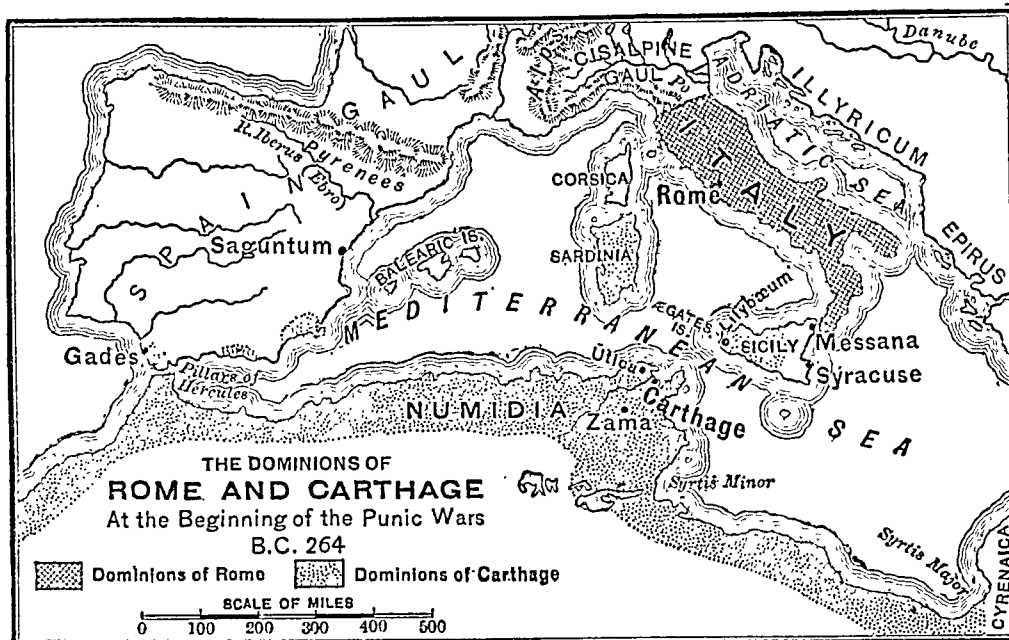 Danube
GAUL
ALPS
CISALPINE
GAUL
Po
ADRIATIC SEA
ILLYRICUM
R. Iberus
(Ebro)
Pyrenees
SPAIN
ITALY
CORSICA
Rome
EPIRUS
Saguntum
BALEARIC IS.
SARDINIA
MEDITERRANEAN SEA
Lilybœum
ÆGATES
IS.
SICILY
Messana
Syracuse
Gades
Pillars of
Hercules
Utica
Carthage
NUMIDIA
Zama
Syrtis Minor
Syrtis Major
CYRENAICA
THE DOMINIONS OF
ROME AND CARTHAGE
At the Beginning of the Punic Wars
B.C. 264
Dominions of Rome
Dominions of Carthage
SCALE OF MILES
0 100 200 300 400 500